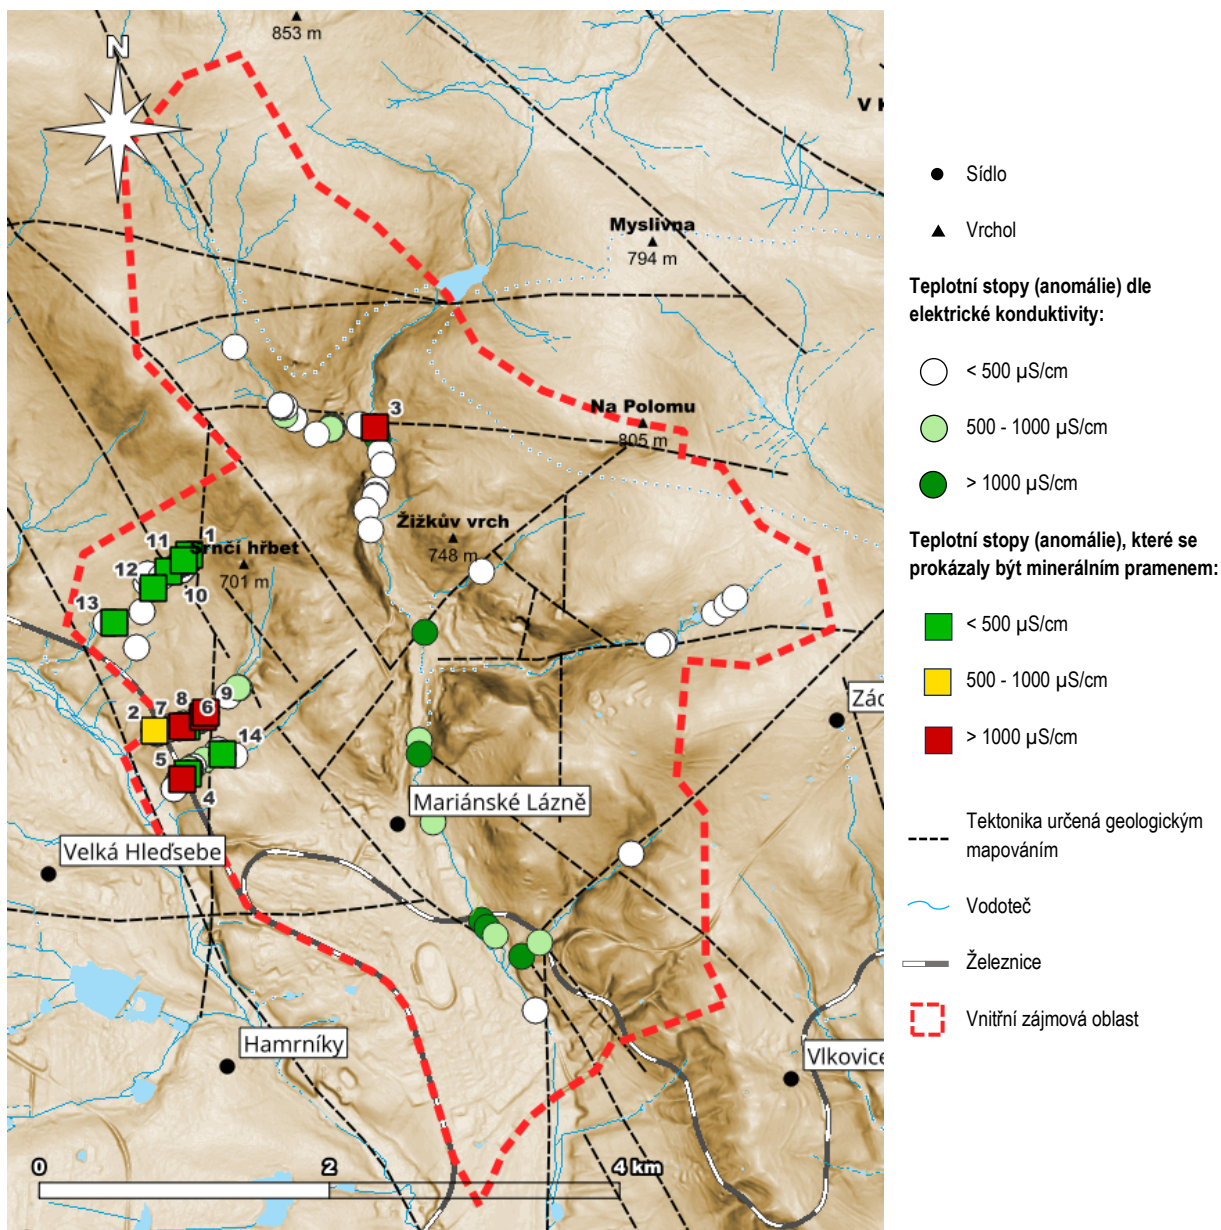 853 m
N
V K
Myslivna
794 m
3
Na Polomu
805 m
Žižkův vrch
748 m
11
1
Srnčí hřbet
701 m
12
10
13
9
8
6
7
2
14
5
4
Zác
Mariánské Lázně
Velká Hleďsebe
Hamrníky
Vlkovice
0
2
4 km
Sídlo
Vrchol
Teplotní stopy (anomálie) dle
elektrické konduktivity:
< 500 µS/cm
500 - 1000 µS/cm
> 1000 µS/cm
Teplotní stopy (anomálie), které se
prokázaly být minerálním pramenem:
< 500 µS/cm
500 - 1000 µS/cm
> 1000 µS/cm
Tektonika určená geologickým
mapováním
Vodoteč
Železnice
Vnitřní zájmová oblast